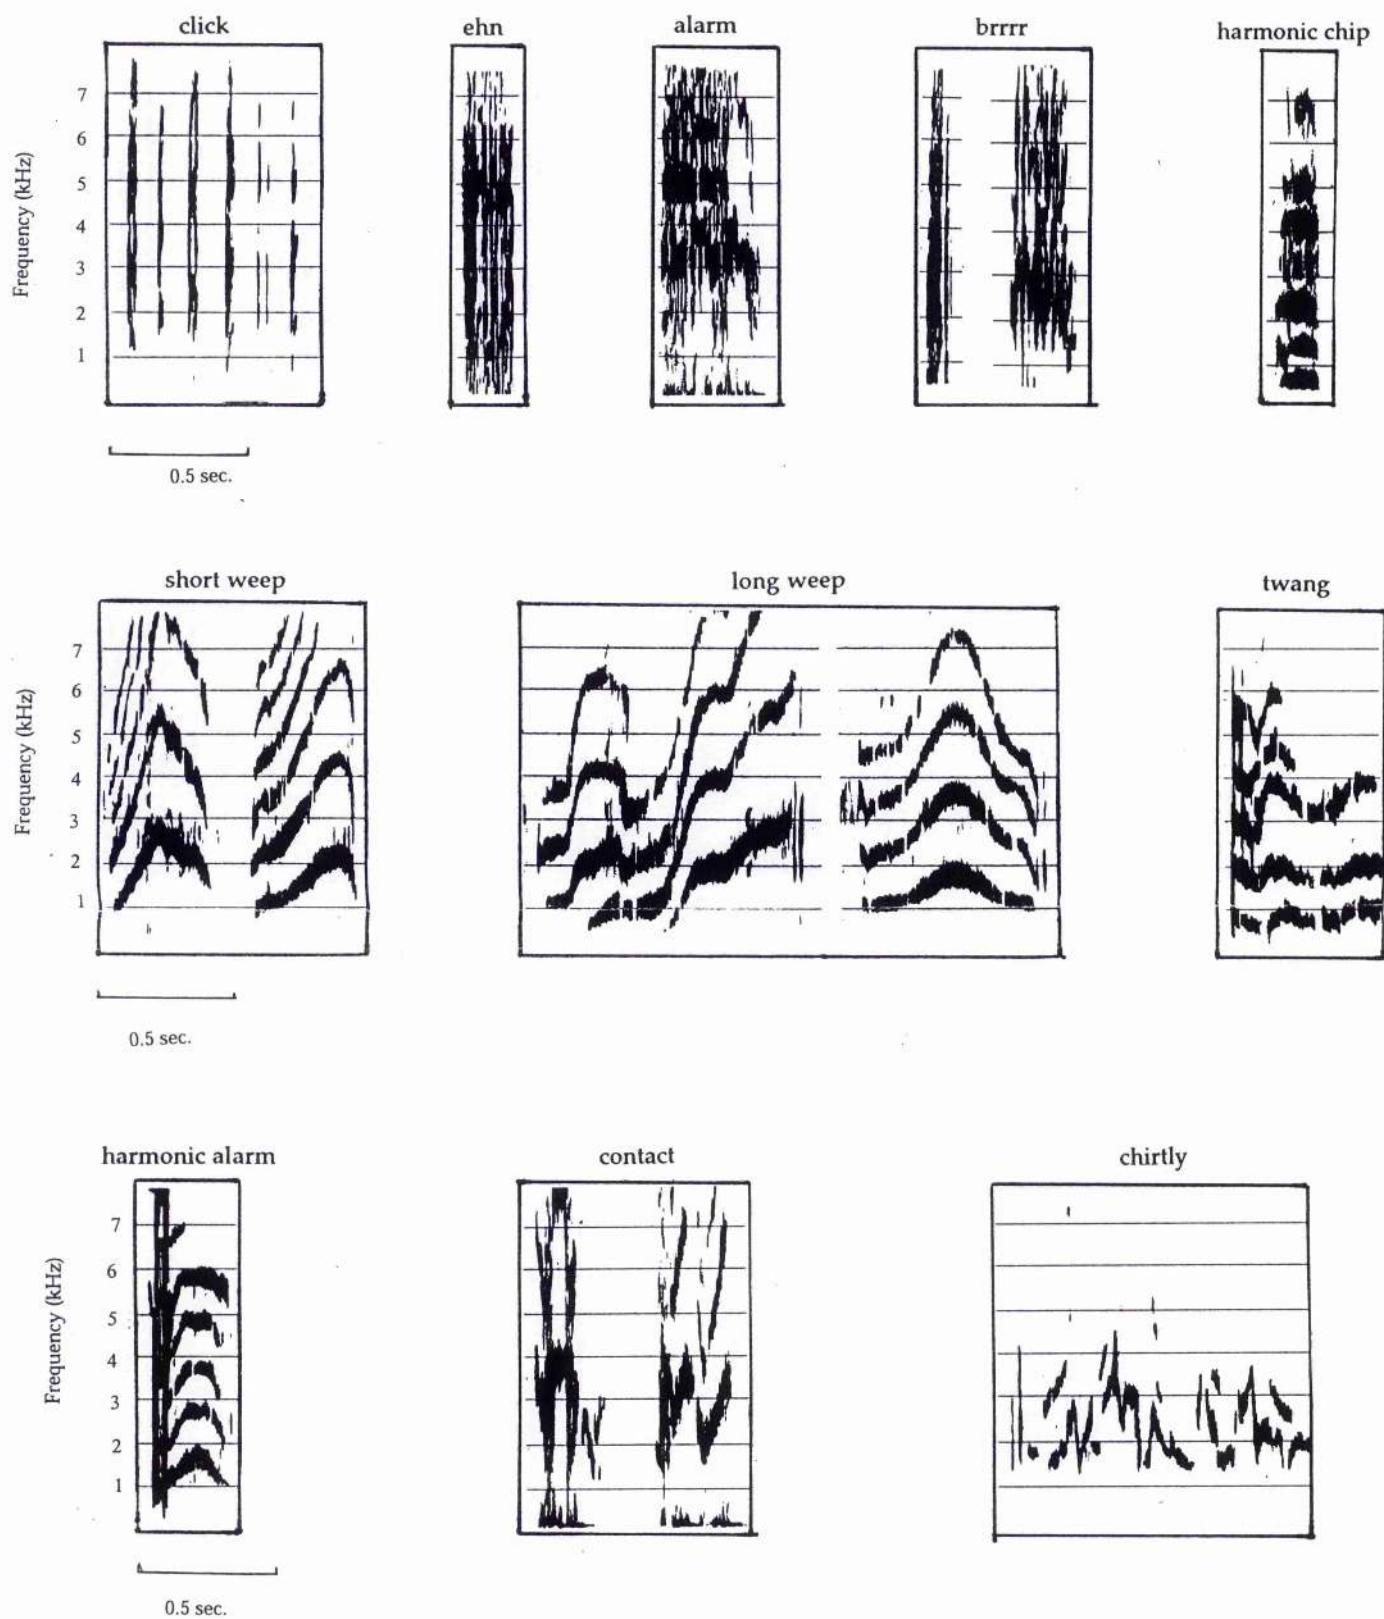 click ehn alarm brrrr harmonic chip
7
6
5
4
3
2
1
Frequency (kHz)
0.5 sec.
short weep long weep twang
7
6
5
4
3
2
1
Frequency (kHz)
0.5 sec.
harmonic alarm contact chirtly
7
6
5
4
3
2
1
Frequency (kHz)
0.5 sec.